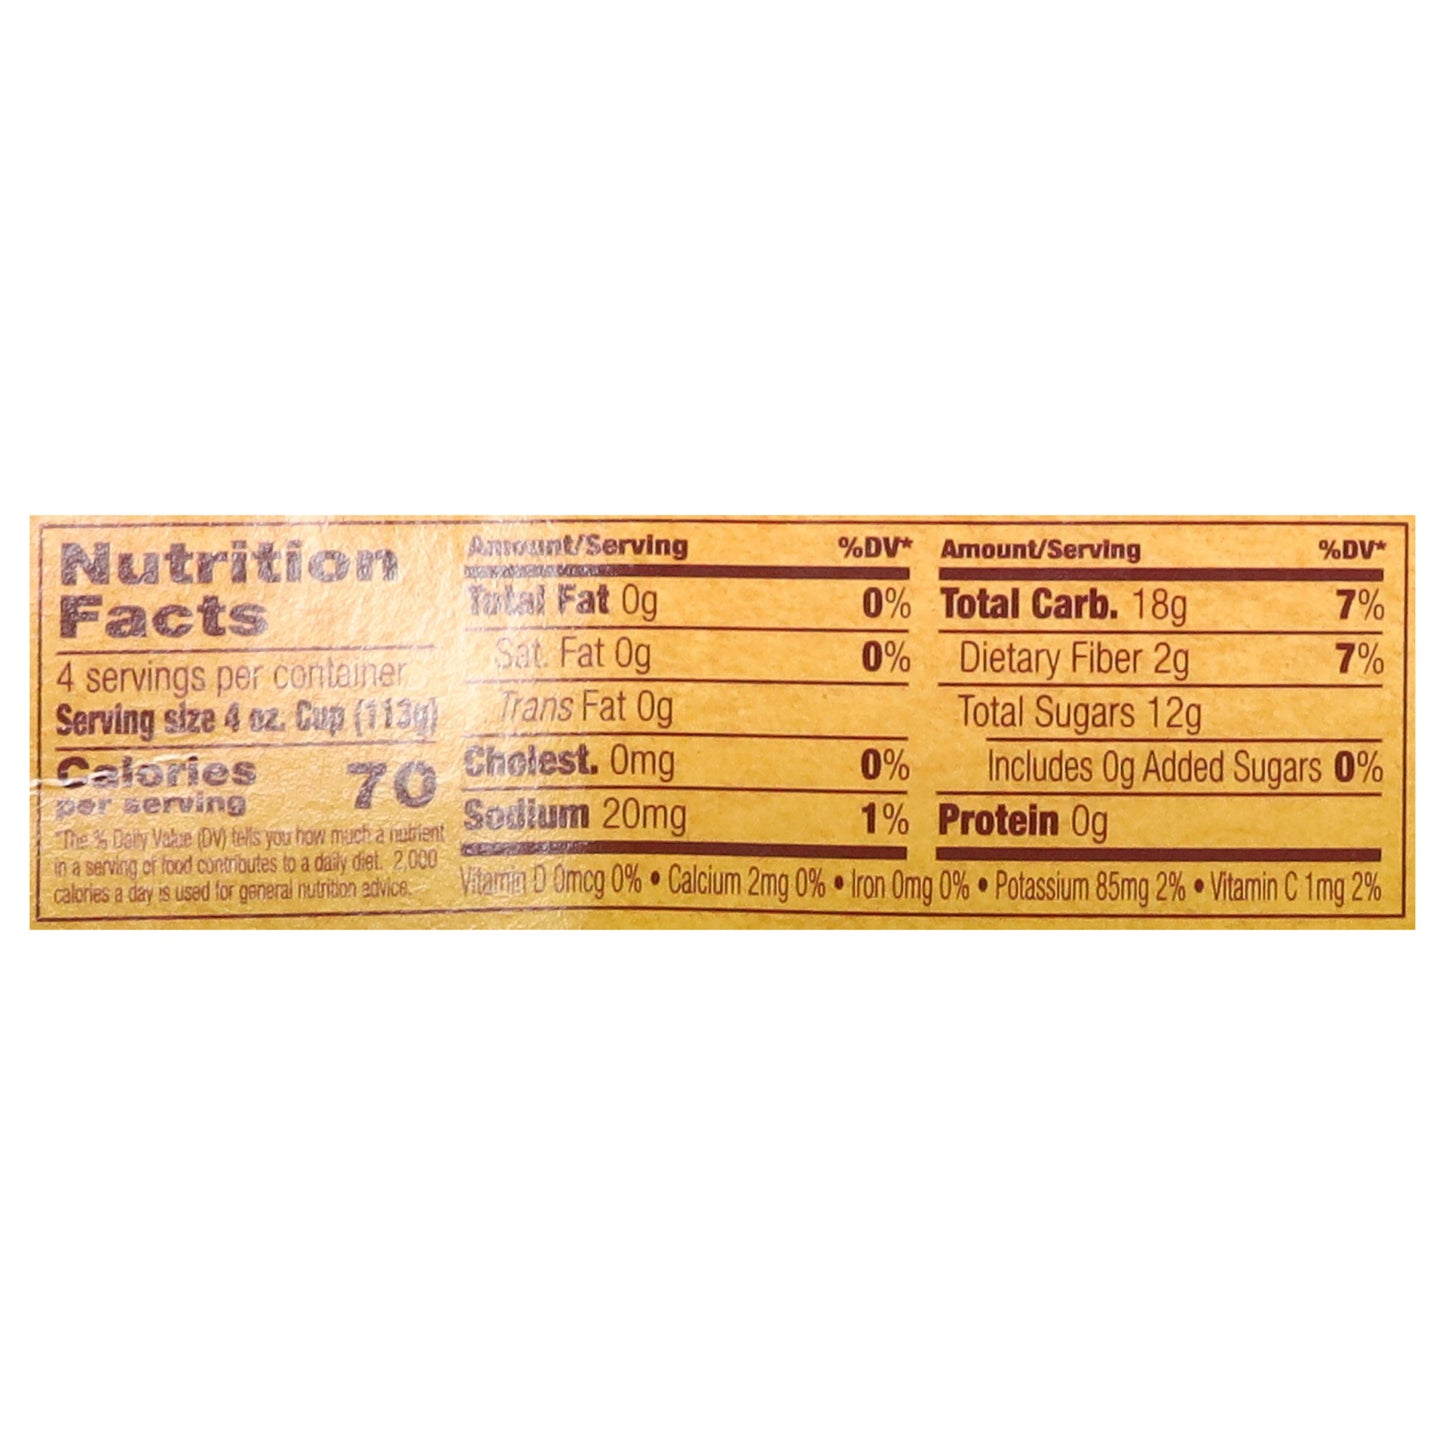 Nutrition
Facts
4 servings per container
Serving size 4 oz. Cup (113g)
Calories
per serving 70
*The % Daily Value (DV) tells you how much a nutrient
in a serving of food contributes to a daily diet. 2,000
calories a day is used for general nutrition advice.
Amount/Serving %DV*
Total Fat 0g 0%
Sat. Fat 0g 0%
Trans Fat 0g
Cholest. 0mg 0%
Sodium 20mg 1%
Amount/Serving %DV*
Total Carb. 18g 7%
Dietary Fiber 2g 7%
Total Sugars 12g
Includes 0g Added Sugars 0%
Protein 0g
Vitamin D 0mcg 0% • Calcium 2mg 0% • Iron 0mg 0% • Potassium 85mg 2% • Vitamin C 1mg 2%